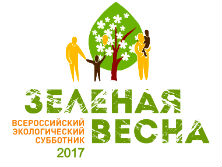 ЗЕЛЕНАЯ
ВСЕРОССИЙСКИЙ
ЭКОЛОГИЧЕСКИЙ
СУББОТНИК
2017
ВЕСНА